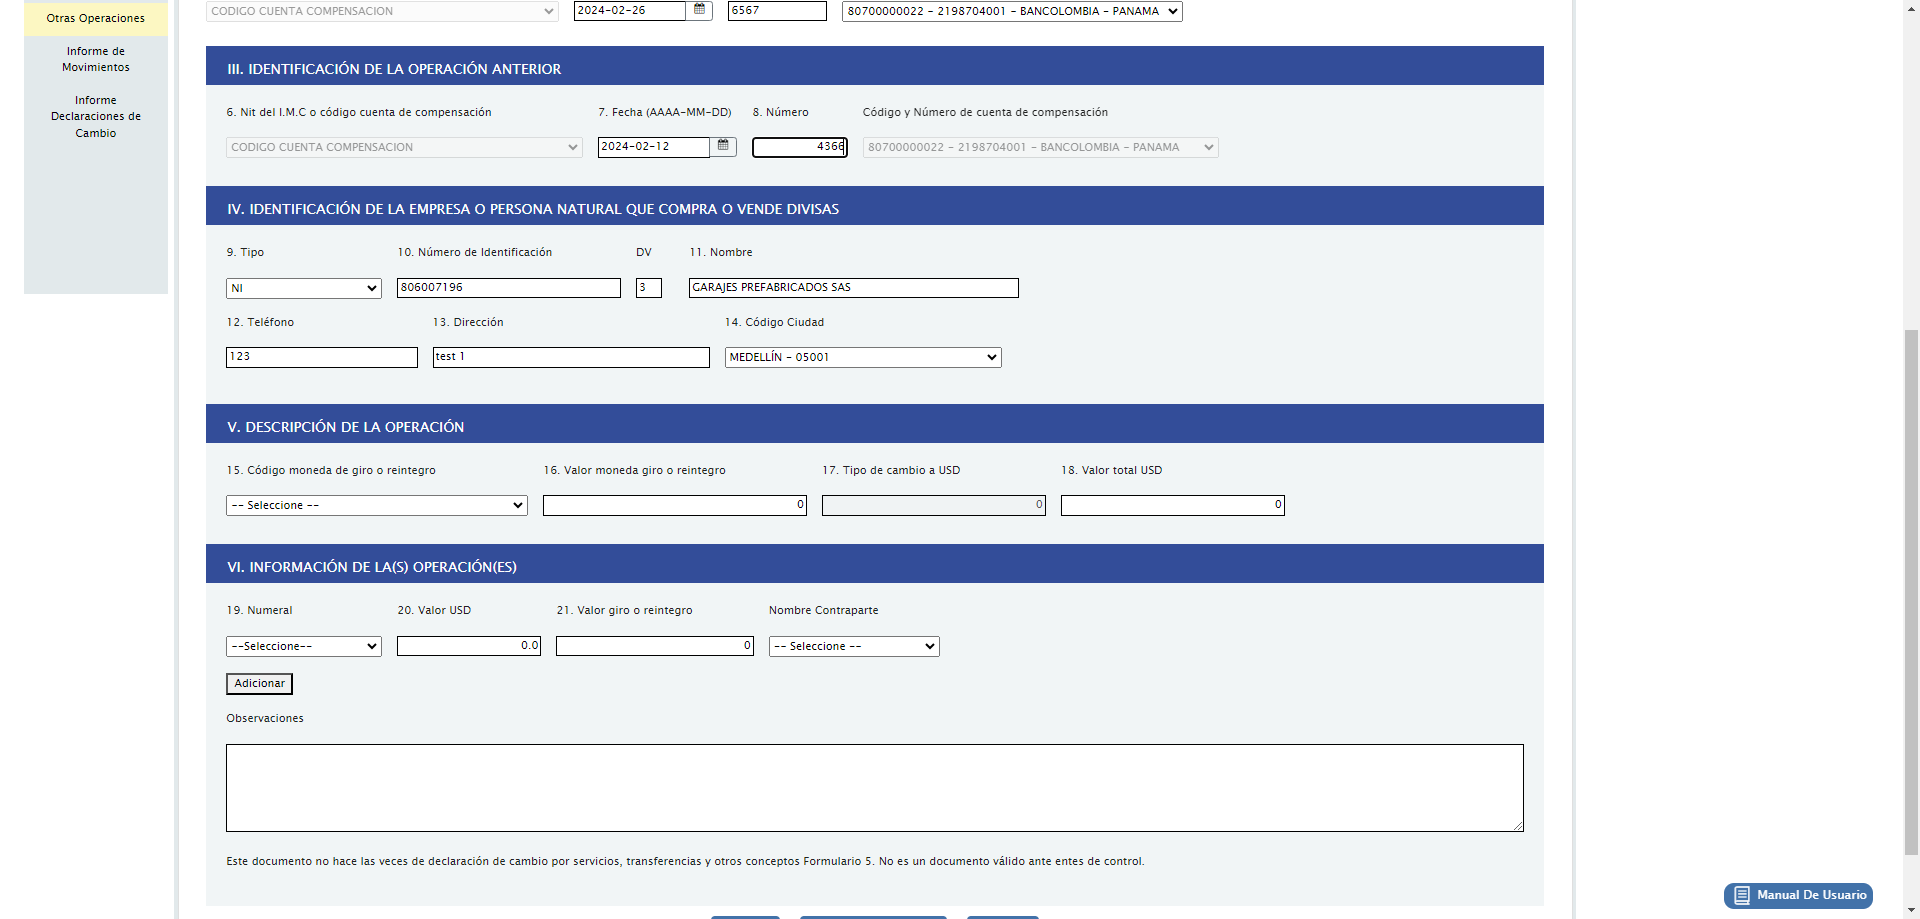 Otras Operaciones
Informe de
Movimientos
Informe
Declaraciones de
Cambio
CODIGO CUENTA COMPENSACION 2024-02-26 6567 80700000022 - 2198704001 - BANCOLOMBIA - PANAMA
III. IDENTIFICACIÓN DE LA OPERACIÓN ANTERIOR
6. Nit del I.M.C o código cuenta de compensación 7. Fecha (AAAA-MM-DD) 8. Número Código y Número de cuenta de compensación
CODIGO CUENTA COMPENSACION 2024-02-12 4366 80700000022 - 2198704001 - BANCOLOMBIA - PANAMA
IV. IDENTIFICACIÓN DE LA EMPRESA O PERSONA NATURAL QUE COMPRA O VENDE DIVISAS
9. Tipo 10. Número de Identificación DV 11. Nombre
NI 806007196 3 GARAJES PREFABRICADOS SAS
12. Teléfono 13. Dirección 14. Código Ciudad
123 test 1 MEDELLÍN - 05001
V. DESCRIPCIÓN DE LA OPERACIÓN
15. Código moneda de giro o reintegro 16. Valor moneda giro o reintegro 17. Tipo de cambio a USD 18. Valor total USD
-- Seleccione -- 0 0 0
VI. INFORMACIÓN DE LA(S) OPERACIÓN(ES)
19. Numeral 20. Valor USD 21. Valor giro o reintegro Nombre Contraparte
--Seleccione-- 0.0 0 -- Seleccione --
Adicionar
Observaciones
Este documento no hace las veces de declaración de cambio por servicios, transferencias y otros conceptos Formulario 5. No es un documento válido ante entes de control.
Manual De Usuario